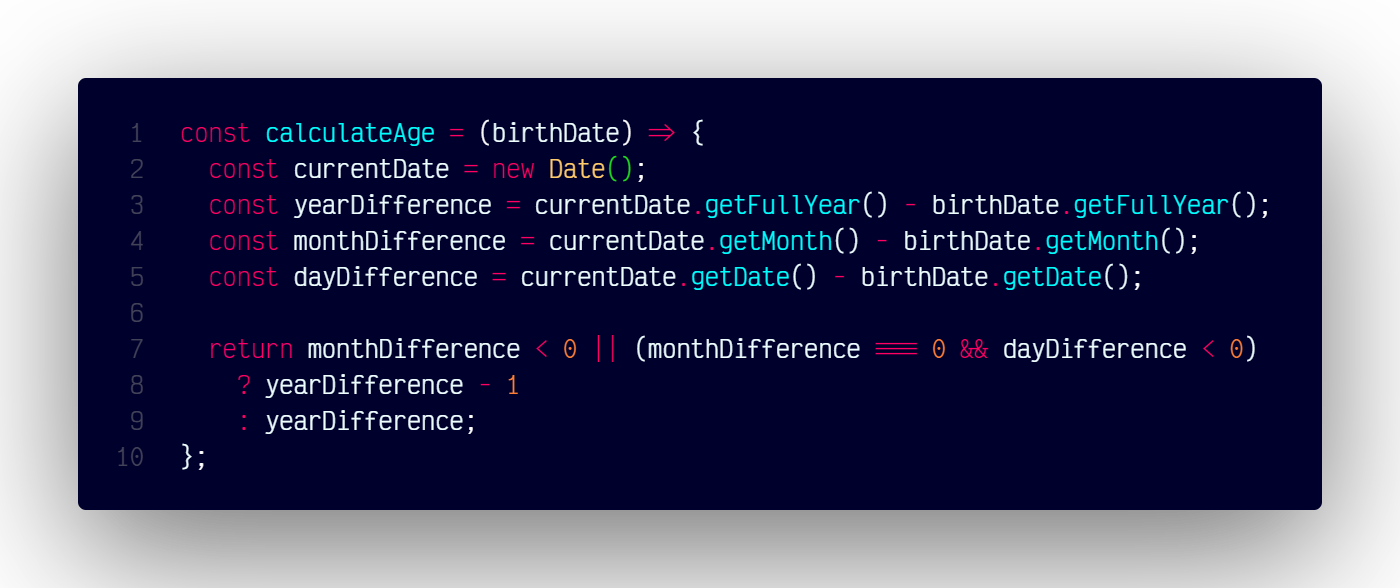 1 const calculateAge = (birthDate) => {
2 const currentDate = new Date();
3 const yearDifference = currentDate.getFullYear() - birthDate.getFullYear();
4 const monthDifference = currentDate.getMonth() - birthDate.getMonth();
5 const dayDifference = currentDate.getDate() - birthDate.getDate();
6
7 return monthDifference < 0 || (monthDifference === 0 && dayDifference < 0)
8 ? yearDifference - 1
9 : yearDifference;
10 };